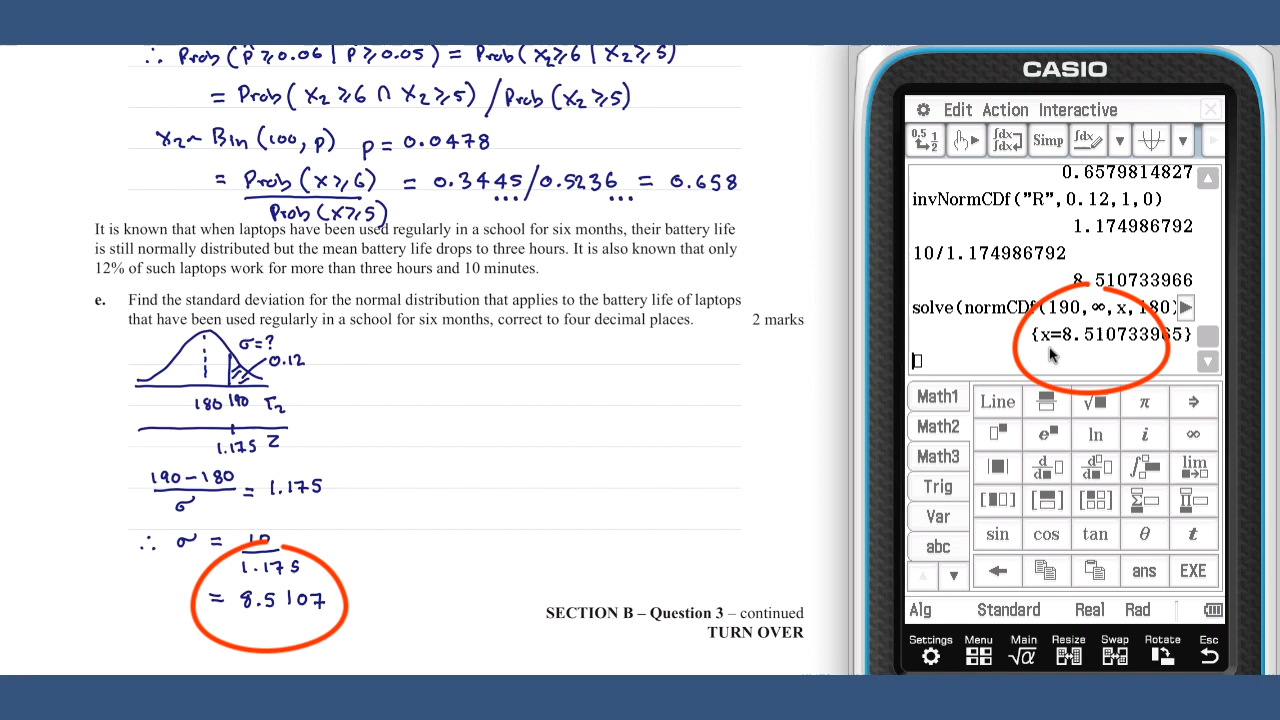 ∴ Prob(p̂ ≥ 0.06 | p̂ ≥ 0.05) = Prob(X₂ ≥ 6 | X₂ ≥ 5)
= Prob(X₂ ≥ 6 ∩ X₂ ≥ 5) / Prob(X₂ ≥ 5)
X₂ ~ Bin(100, p) p = 0.0478
= Prob(X ≥ 6) = 0.3445 / 0.5236 = 0.658
Prob(X ≥ 5) ... ...
It is known that when laptops have been used regularly in a school for six months, their battery life
is still normally distributed but the mean battery life drops to three hours. It is also known that only
12% of such laptops work for more than three hours and 10 minutes.
e. Find the standard deviation for the normal distribution that applies to the battery life of laptops
that have been used regularly in a school for six months, correct to four decimal places. 2 marks
σ = ?
0.12
180 190 T₂
1.175 Z
190 - 180
= 1.175
σ
∴ σ = 10
1.175
= 8.5107
SECTION B – Question 3 – continued
TURN OVER
CASIO
Edit Action Interactive
0.5 1 2 ∫dx ∫dx Simp ∫dx
0.6579814827
invNormCDf("R",0.12,1,0)
1.174986792
10/1.174986792
8.510733966
solve(normCDf(190,∞,x,180)
{x=8.510733965}
Math1 Line √■ π ⇒
Math2 e ln i ∞
Math3 |■| d d lim
Trig [■□] Σ Π
Var sin cos tan θ t
abc ans EXE
Alg Standard Real Rad
Settings Menu Main Resize Swap Rotate Esc
√α